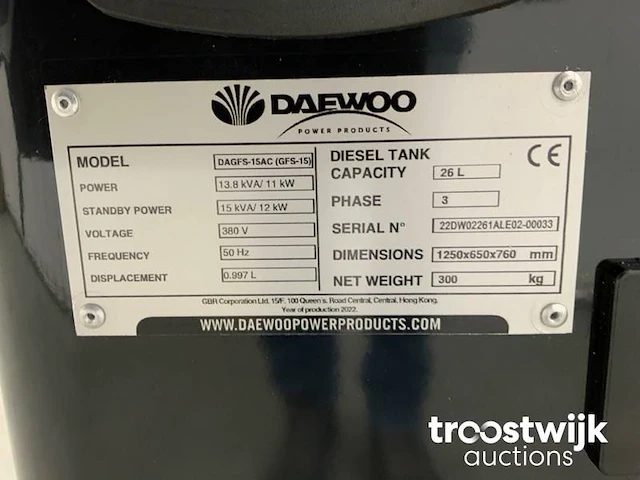 DAEWOO
POWER PRODUCTS
MODEL DAGFS-15AC (GFS-15)
POWER 13.8 kVA/ 11 kW
STANDBY POWER 15 kVA/ 12 kW
VOLTAGE 380 V
FREQUENCY 50 Hz
DISPLACEMENT 0.997 L
DIESEL TANK
CAPACITY 26 L
CE
PHASE 3
SERIAL N° 22DW02261ALE02-00033
DIMENSIONS 1250x650x760 mm
NET WEIGHT 300 kg
GBR Corporation Ltd. 15/F. 100 Queen's. Road Central, Central, Hong Kong.
Year of production 2022.
WWW.DAEWOOPOWERPRODUCTS.COM
troostwijk
auctions